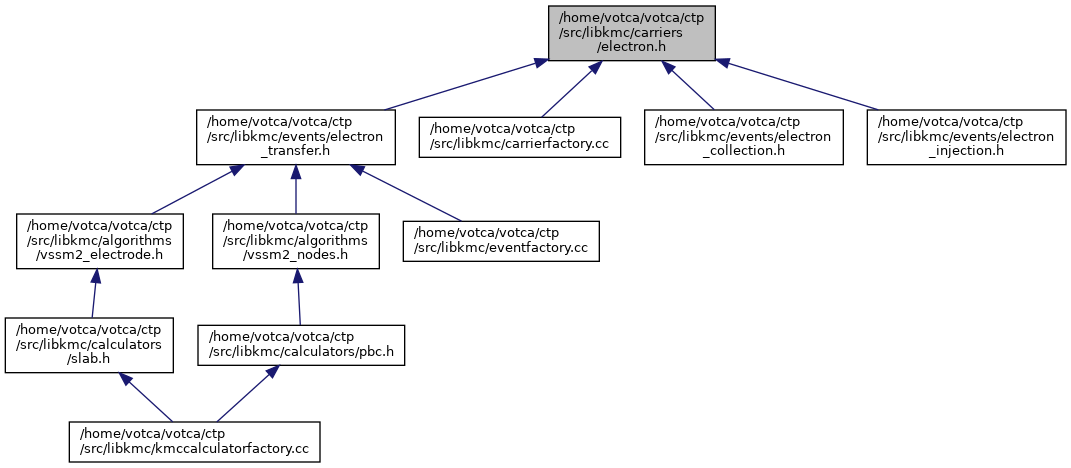 /home/votca/votca/ctp
/src/libkmc/carriers
/electron.h
/home/votca/votca/ctp
/src/libkmc/events/electron
_transfer.h
/home/votca/votca/ctp
/src/libkmc/carrierfactory.cc
/home/votca/votca/ctp
/src/libkmc/events/electron
_collection.h
/home/votca/votca/ctp
/src/libkmc/events/electron
_injection.h
/home/votca/votca/ctp
/src/libkmc/algorithms
/vssm2_electrode.h
/home/votca/votca/ctp
/src/libkmc/algorithms
/vssm2_nodes.h
/home/votca/votca/ctp
/src/libkmc/eventfactory.cc
/home/votca/votca/ctp
/src/libkmc/calculators
/slab.h
/home/votca/votca/ctp
/src/libkmc/calculators/pbc.h
/home/votca/votca/ctp
/src/libkmc/kmccalculatorfactory.cc